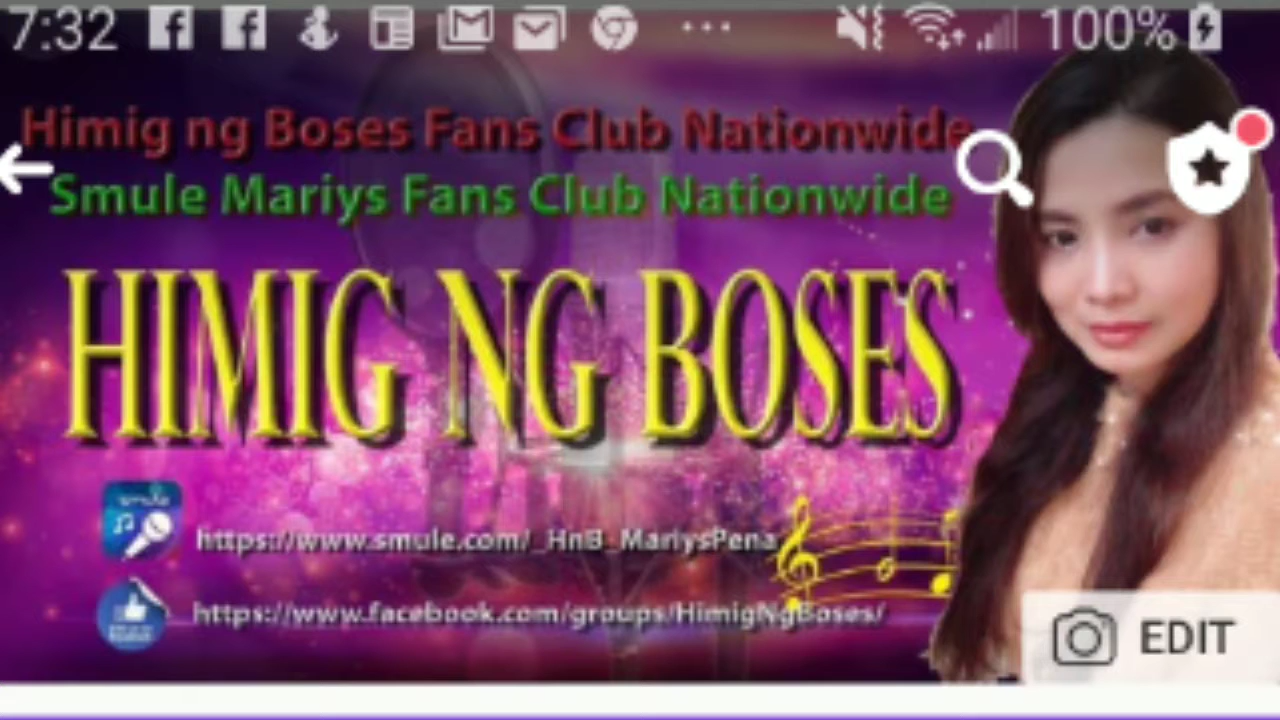 7:32 100%
Himig ng Boses Fans Club Nationwide
Smule Mariys Fans Club Nationwide
HIMIG NG BOSES
smule
https://www.smule.com/_HnB_MariysPena
https://www.facebook.com/groups/HimigNgBoses/
EDIT